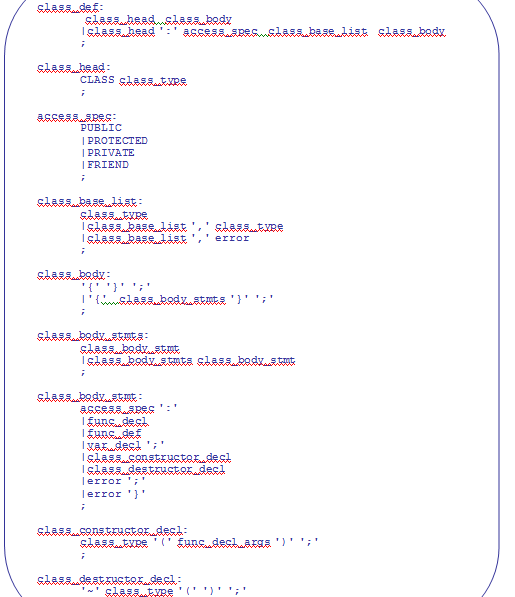 class_def:
class_head class_body
|class_head ':' access_spec class_base_list class_body
;
class_head:
CLASS class_type
;
access_spec:
PUBLIC
|PROTECTED
|PRIVATE
|FRIEND
;
class_base_list:
class_type
|class_base_list ',' class_type
|class_base_list ',' error
;
class_body:
'{' '}' ';'
|'{' class_body_stmts '}' ';'
;
class_body_stmts:
class_body_stmt
|class_body_stmts class_body_stmt
;
class_body_stmt:
access_spec ':'
|func_decl
|func_def
|var_decl ';'
|class_constructor_decl
|class_destructor_decl
|error ';'
|error '}'
;
class_constructor_decl:
class_type '(' func_decl_args ')' ';'
;
class_destructor_decl:
'~' class_type '(' ')' ';'